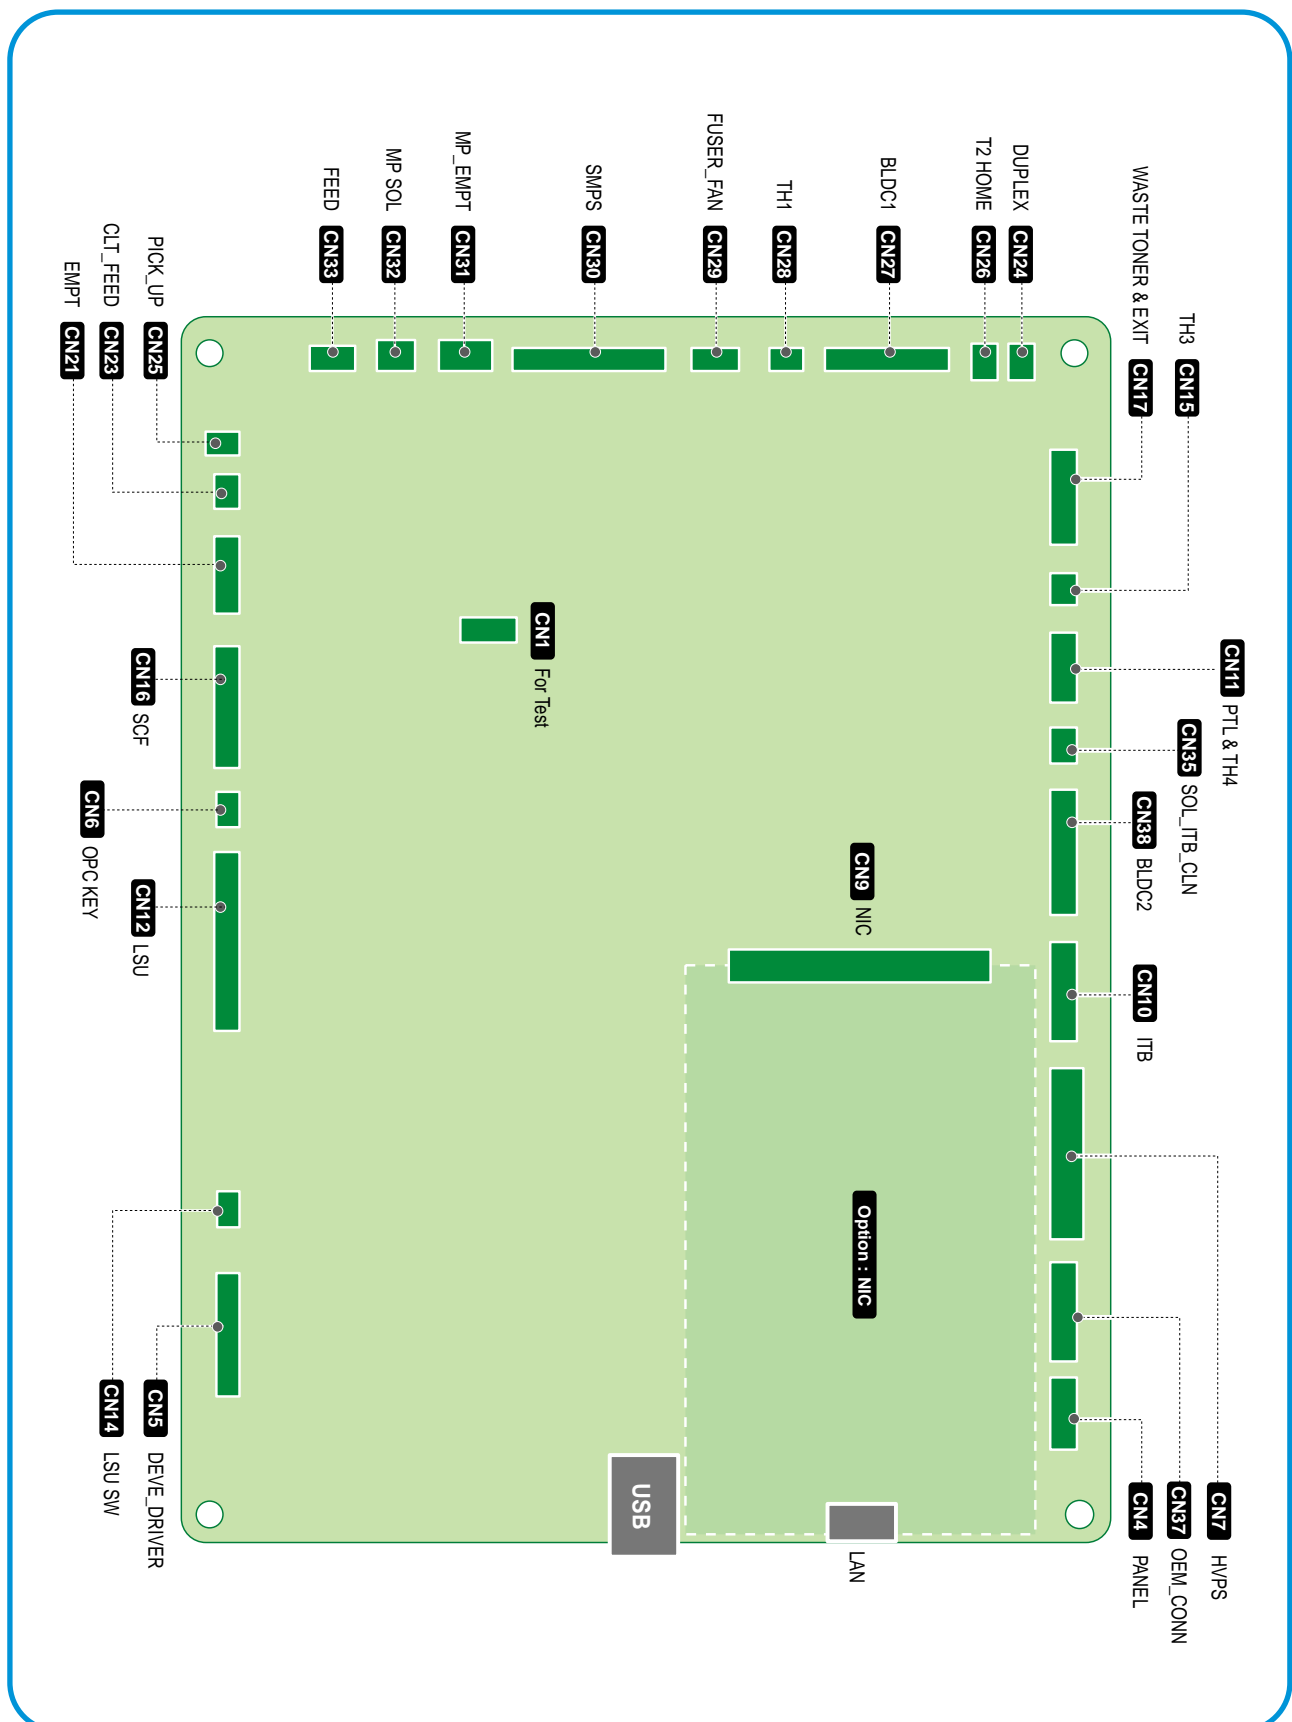 FEED CN33
MP SOL CN32
MP_EMPT CN31
SMPS CN30
FUSER_FAN CN29
TH1 CN28
BLDC1 CN27
T2 HOME CN26
DUPLEX CN24
WASTE TONER & EXIT CN17
TH3 CN15
CN11 PTL & TH4
CN35 SOL_ITB_CLN
CN38 BLDC2
CN10 ITB
CN7 HVPS
CN37 OEM_CONN
CN4 PANEL
PICK_UP CN25
CLT_FEED CN23
EMPT CN21
CN16 SCF
CN6 OPC KEY
CN12 LSU
CN5 DEVE_DRIVER
CN14 LSU SW
CN1 For Test
CN9 NIC
Option : NIC
USB
LAN